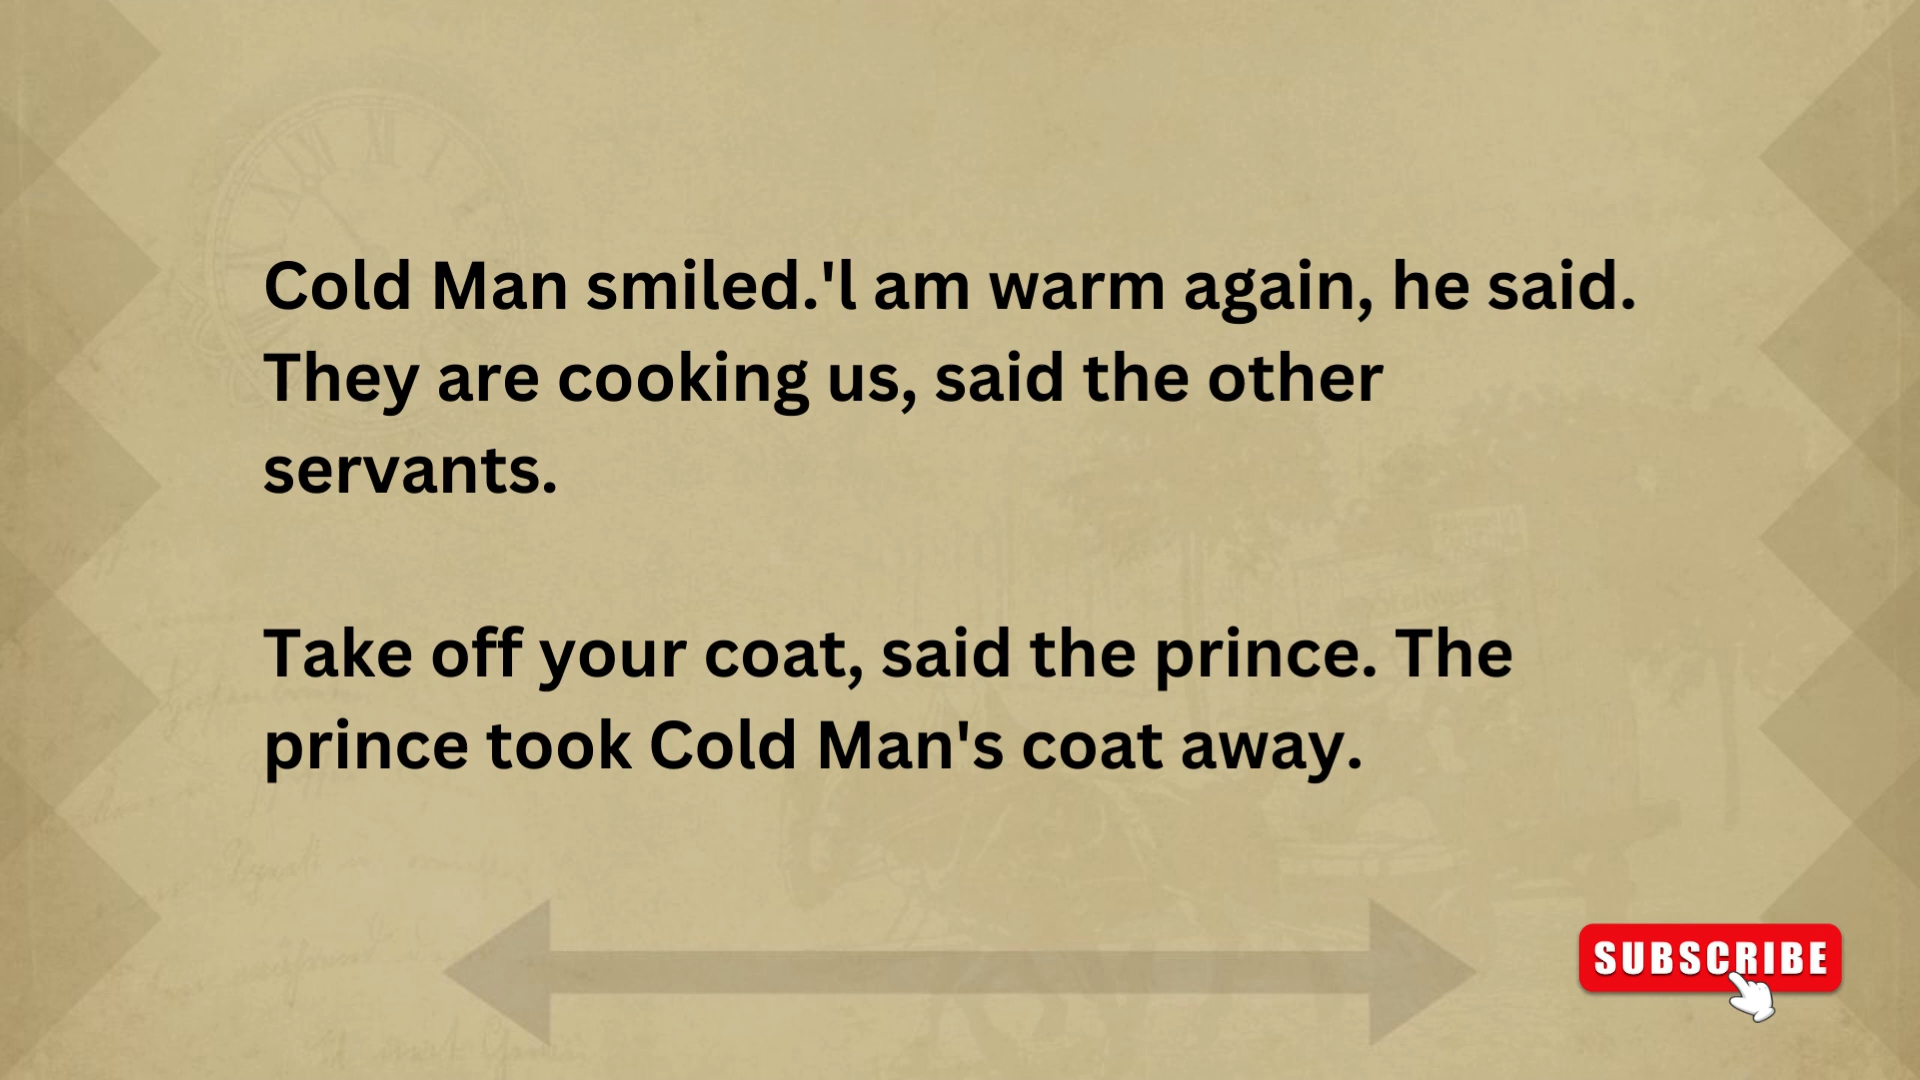 Cold Man smiled.'l am warm again, he said.
They are cooking us, said the other
servants.
Take off your coat, said the prince. The
prince took Cold Man's coat away.
SUBSCRIBE